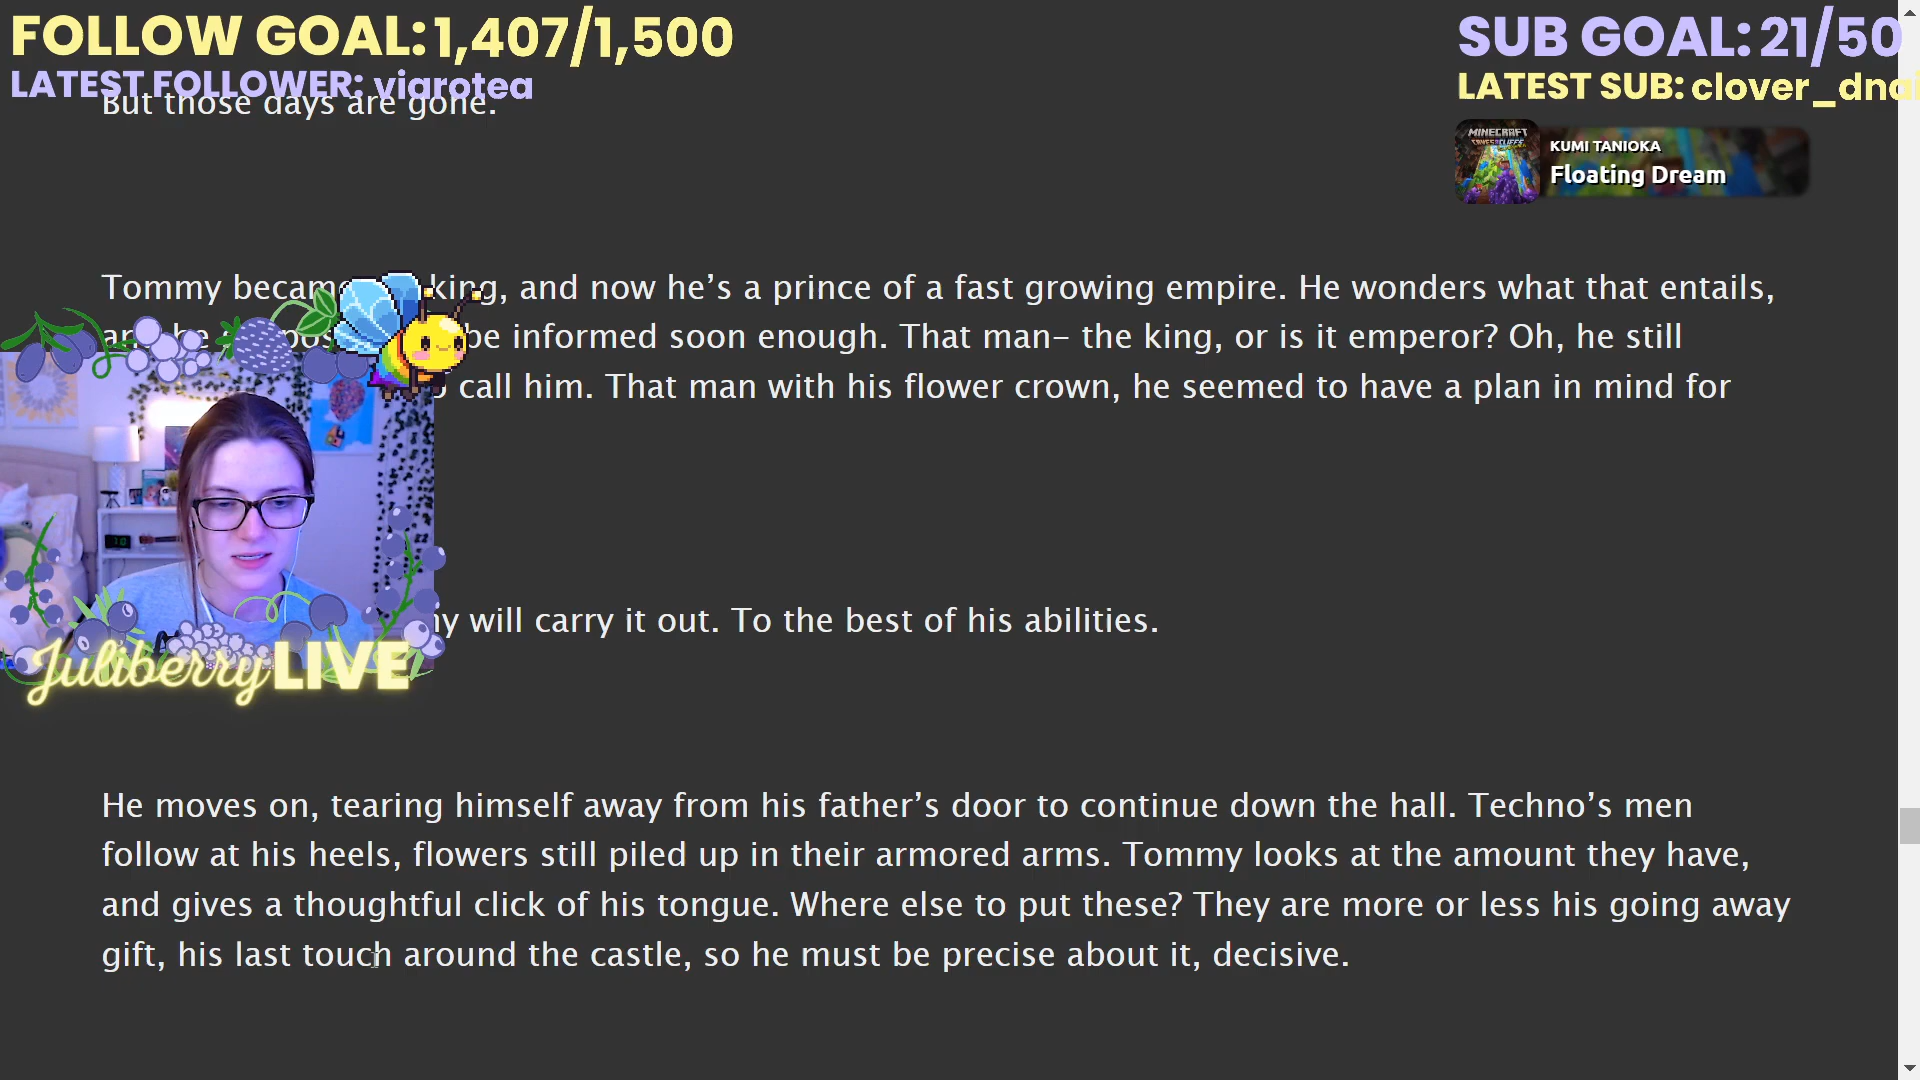 FOLLOW GOAL: 1,407/1,500
LATEST FOLLOWER: vigrotea
SUB GOAL: 21/50
LATEST SUB: clover_dnai
But those days are gone.
MINECRAFT
CAVES & CLIFFS
KUMI TANIOKA
Floating Dream
Tommy became king, and now he’s a prince of a fast growing empire. He wonders what that entails,
be informed soon enough. That man– the king, or is it emperor? Oh, he still
call him. That man with his flower crown, he seemed to have a plan in mind for
will carry it out. To the best of his abilities.
Juliberry LIVE
He moves on, tearing himself away from his father’s door to continue down the hall. Techno’s men
follow at his heels, flowers still piled up in their armored arms. Tommy looks at the amount they have,
and gives a thoughtful click of his tongue. Where else to put these? They are more or less his going away
gift, his last touch around the castle, so he must be precise about it, decisive.